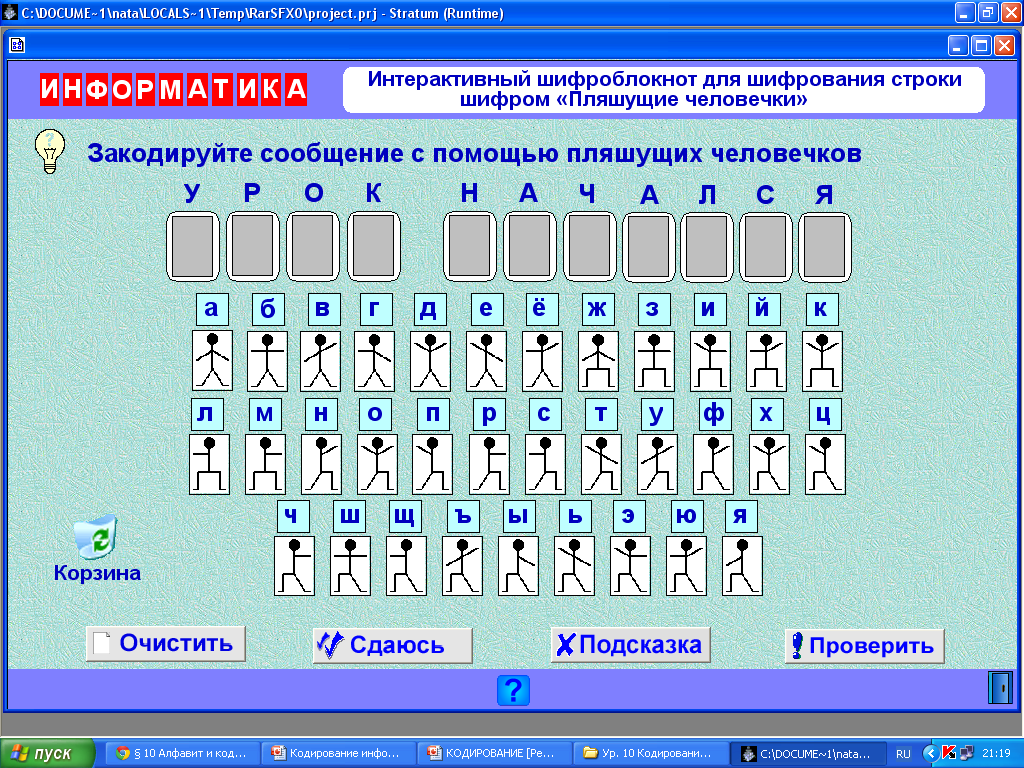 C:\DOCUME~1\nata\LOCALS~1\Temp\RarSFX0\project.prj - Stratum (Runtime)
ИНФОРМАТИКА
Интерактивный шифроблокнот для шифрования строки
шифром «Пляшущие человечки»
Закодируйте сообщение с помощью пляшущих человечков
У Р О К Н А Ч А Л С Я
а б в г д е ё ж з и й к
л м н о п р с т у ф х ц
ч ш щ ъ ы ь э ю я
Корзина
Очистить Сдаюсь Подсказка Проверить
?
пуск § 10 Алфавит и код... Кодирование инфо... КОДИРОВАНИЕ [Ре... Ур. 10 Кодировани... C:\DOCUME~1\nata... RU 21:19